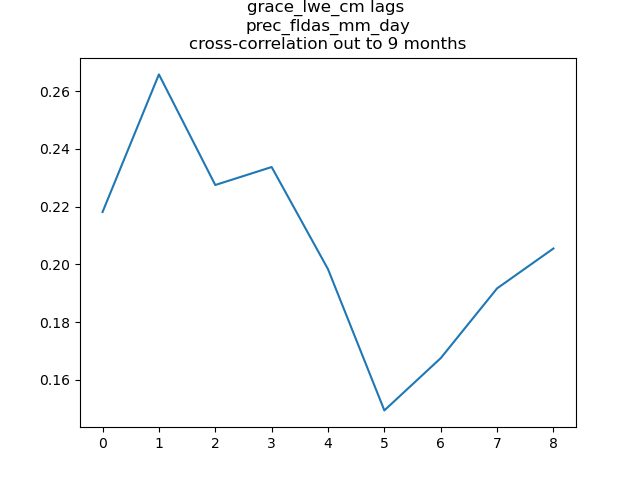 grace_lwe_cm lags
prec_fldas_mm_day
cross-correlation out to 9 months
0.26
0.24
0.22
0.20
0.18
0.16
0 1 2 3 4 5 6 7 8